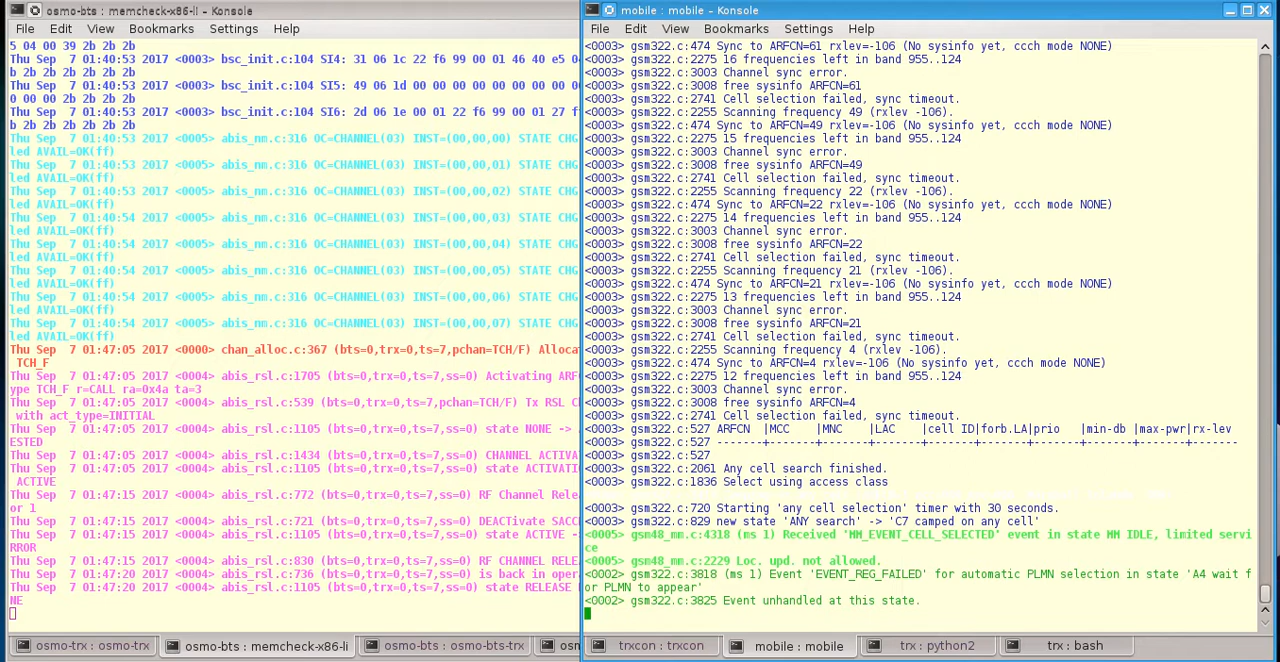 osmo-bts : memcheck-x86-li – Konsole
File Edit View Bookmarks Settings Help
5 04 00 39 2b 2b 2b
Thu Sep  7 01:40:53 2017 <0003> bsc_init.c:104 SI4: 31 06 1c 22 f6 99 00 01 46 40 e5 0
b 2b 2b 2b 2b 2b 2b
Thu Sep  7 01:40:53 2017 <0003> bsc_init.c:104 SI5: 49 06 1d 00 00 00 00 00 00 00 00 00
0 00 00 2b 2b 2b 2b
Thu Sep  7 01:40:53 2017 <0003> bsc_init.c:104 SI6: 2d 06 1e 00 01 22 f6 99 00 01 27 f
b 2b 2b 2b 2b 2b 2b
Thu Sep  7 01:40:53 2017 <0005> abis_nm.c:316 OC=CHANNEL(03) INST=(00,00,00) STATE CHG
led AVAIL=OK(ff)
Thu Sep  7 01:40:53 2017 <0005> abis_nm.c:316 OC=CHANNEL(03) INST=(00,00,01) STATE CHG
led AVAIL=OK(ff)
Thu Sep  7 01:40:53 2017 <0005> abis_nm.c:316 OC=CHANNEL(03) INST=(00,00,02) STATE CHG
led AVAIL=OK(ff)
Thu Sep  7 01:40:54 2017 <0005> abis_nm.c:316 OC=CHANNEL(03) INST=(00,00,03) STATE CHG
led AVAIL=OK(ff)
Thu Sep  7 01:40:54 2017 <0005> abis_nm.c:316 OC=CHANNEL(03) INST=(00,00,04) STATE CHG
led AVAIL=OK(ff)
Thu Sep  7 01:40:54 2017 <0005> abis_nm.c:316 OC=CHANNEL(03) INST=(00,00,05) STATE CHG
led AVAIL=OK(ff)
Thu Sep  7 01:40:54 2017 <0005> abis_nm.c:316 OC=CHANNEL(03) INST=(00,00,06) STATE CHG
led AVAIL=OK(ff)
Thu Sep  7 01:40:54 2017 <0005> abis_nm.c:316 OC=CHANNEL(03) INST=(00,00,07) STATE CHG
led AVAIL=OK(ff)
Thu Sep  7 01:47:05 2017 <0000> chan_alloc.c:367 (bts=0,trx=0,ts=7,pchan=TCH/F) Alloca
TCH_F
Thu Sep  7 01:47:05 2017 <0004> abis_rsl.c:1705 (bts=0,trx=0,ts=7,ss=0) Activating ARF
ype TCH_F r=CALL ra=0x4a ta=3
Thu Sep  7 01:47:05 2017 <0004> abis_rsl.c:539 (bts=0,trx=0,ts=7,pchan=TCH/F) Tx RSL C
with act_type=INITIAL
Thu Sep  7 01:47:05 2017 <0004> abis_rsl.c:1105 (bts=0,trx=0,ts=7,ss=0) state NONE ->
ESTED
Thu Sep  7 01:47:05 2017 <0004> abis_rsl.c:1434 (bts=0,trx=0,ts=7,ss=0) CHANNEL ACTIVA
Thu Sep  7 01:47:05 2017 <0004> abis_rsl.c:1105 (bts=0,trx=0,ts=7,ss=0) state ACTIVATI
ACTIVE
Thu Sep  7 01:47:15 2017 <0004> abis_rsl.c:772 (bts=0,trx=0,ts=7,ss=0) RF Channel Rele
or 1
Thu Sep  7 01:47:15 2017 <0004> abis_rsl.c:721 (bts=0,trx=0,ts=7,ss=0) DEACTivate SACC
Thu Sep  7 01:47:15 2017 <0004> abis_rsl.c:1105 (bts=0,trx=0,ts=7,ss=0) state ACTIVE -
RROR
Thu Sep  7 01:47:15 2017 <0004> abis_rsl.c:830 (bts=0,trx=0,ts=7,ss=0) RF CHANNEL RELE
Thu Sep  7 01:47:20 2017 <0004> abis_rsl.c:736 (bts=0,trx=0,ts=7,ss=0) is back in oper
Thu Sep  7 01:47:20 2017 <0004> abis_rsl.c:1105 (bts=0,trx=0,ts=7,ss=0) state RELEASE
NE
osmo-trx : osmo-trx
osmo-bts : memcheck-x86-li
osmo-bts : osmo-bts-trx
mobile : mobile – Konsole
File Edit View Bookmarks Settings Help
<0003> gsm322.c:474 Sync to ARFCN=61 rxlev=-106 (No sysinfo yet, ccch mode NONE)
<0003> gsm322.c:2275 16 frequencies left in band 955..124
<0003> gsm322.c:3003 Channel sync error.
<0003> gsm322.c:3008 free sysinfo ARFCN=61
<0003> gsm322.c:2741 Cell selection failed, sync timeout.
<0003> gsm322.c:2255 Scanning frequency 49 (rxlev -106).
<0003> gsm322.c:474 Sync to ARFCN=49 rxlev=-106 (No sysinfo yet, ccch mode NONE)
<0003> gsm322.c:2275 15 frequencies left in band 955..124
<0003> gsm322.c:3003 Channel sync error.
<0003> gsm322.c:3008 free sysinfo ARFCN=49
<0003> gsm322.c:2741 Cell selection failed, sync timeout.
<0003> gsm322.c:2255 Scanning frequency 22 (rxlev -106).
<0003> gsm322.c:474 Sync to ARFCN=22 rxlev=-106 (No sysinfo yet, ccch mode NONE)
<0003> gsm322.c:2275 14 frequencies left in band 955..124
<0003> gsm322.c:3003 Channel sync error.
<0003> gsm322.c:3008 free sysinfo ARFCN=22
<0003> gsm322.c:2741 Cell selection failed, sync timeout.
<0003> gsm322.c:2255 Scanning frequency 21 (rxlev -106).
<0003> gsm322.c:474 Sync to ARFCN=21 rxlev=-106 (No sysinfo yet, ccch mode NONE)
<0003> gsm322.c:2275 13 frequencies left in band 955..124
<0003> gsm322.c:3003 Channel sync error.
<0003> gsm322.c:3008 free sysinfo ARFCN=21
<0003> gsm322.c:2741 Cell selection failed, sync timeout.
<0003> gsm322.c:2255 Scanning frequency 4 (rxlev -106).
<0003> gsm322.c:474 Sync to ARFCN=4 rxlev=-106 (No sysinfo yet, ccch mode NONE)
<0003> gsm322.c:2275 12 frequencies left in band 955..124
<0003> gsm322.c:3003 Channel sync error.
<0003> gsm322.c:3008 free sysinfo ARFCN=4
<0003> gsm322.c:2741 Cell selection failed, sync timeout.
<0003> gsm322.c:527 ARFCN  |MCC    |MNC    |LAC    |cell ID|forb.LA|prio   |min-db |max-pwr|rx-lev
<0003> gsm322.c:527 -------+-------+-------+-------+-------+-------+-------+-------+-------+-------
<0003> gsm322.c:527
<0003> gsm322.c:2061 Any cell search finished.
<0003> gsm322.c:1836 Select using access class
<0003> gsm322.c:720 Starting 'any cell selection' timer with 30 seconds.
<0003> gsm322.c:829 new state 'ANY search' -> 'C7 camped on any cell'
<0005> gsm48_mm.c:4318 (ms 1) Received 'MM_EVENT_CELL_SELECTED' event in state MM IDLE, limited servi
ce
<0005> gsm48_mm.c:2229 Loc. upd. not allowed.
<0002> gsm322.c:3818 (ms 1) Event 'EVENT_REG_FAILED' for automatic PLMN selection in state 'A4 wait f
or PLMN to appear'
<0002> gsm322.c:3825 Event unhandled at this state.
trxcon : trxcon
mobile : mobile
trx : python2
trx : bash